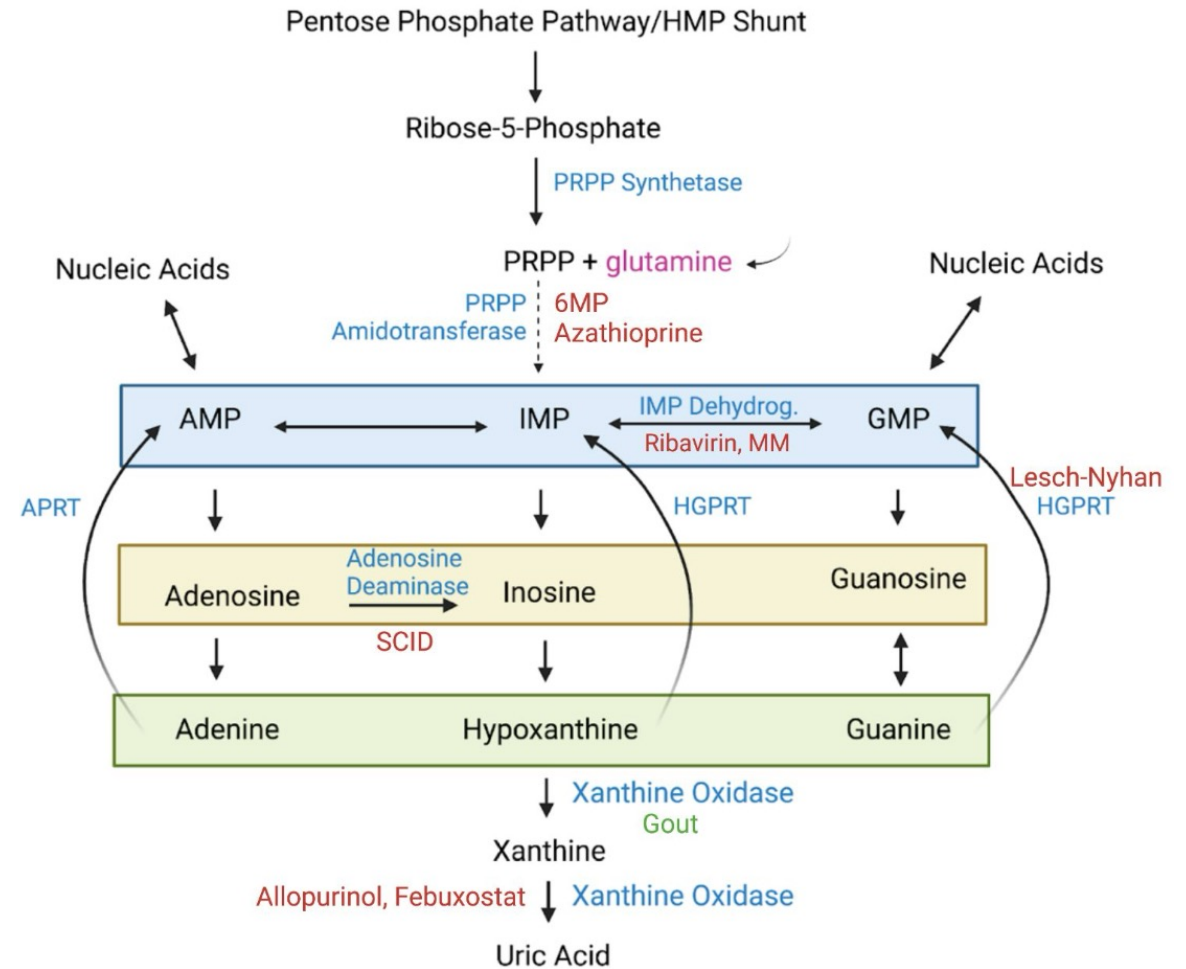 Pentose Phosphate Pathway/HMP Shunt
Ribose-5-Phosphate
PRPP Synthetase
Nucleic Acids
PRPP + glutamine
Nucleic Acids
PRPP
Amidotransferase
6MP
Azathioprine
AMP
IMP
IMP Dehydrog.
Ribavirin, MM
GMP
APRT
HGPRT
Lesch-Nyhan
HGPRT
Adenosine
Adenosine
Deaminase
SCID
Inosine
Guanosine
Adenine
Hypoxanthine
Guanine
Xanthine Oxidase
Gout
Xanthine
Allopurinol, Febuxostat
Xanthine Oxidase
Uric Acid